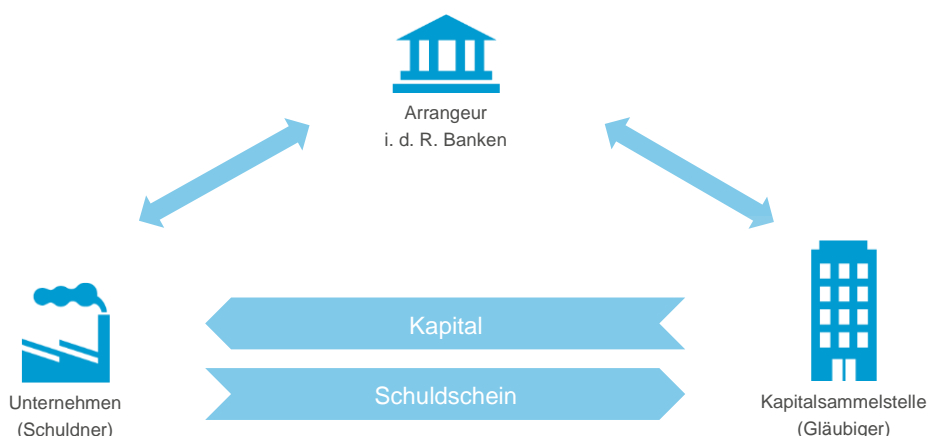 Arrangeur
i. d. R. Banken
Kapital
Schuldschein
Unternehmen
(Schuldner)
Kapitalsammelstelle
(Gläubiger)